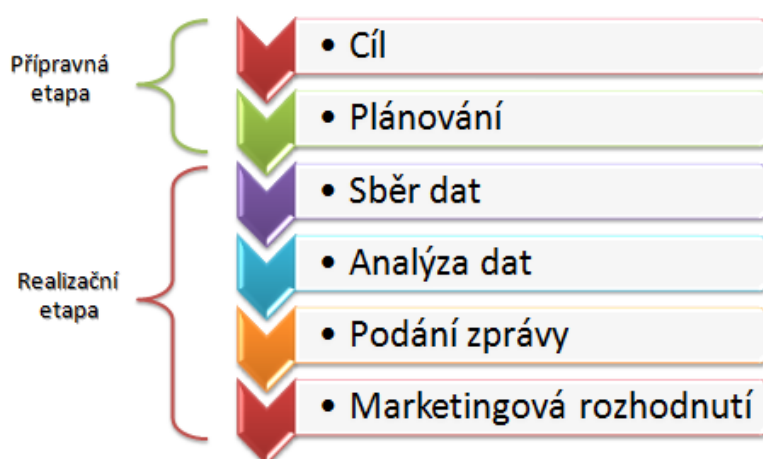 Přípravná
etapa
• Cíl
• Plánování
Realizační
etapa
• Sběr dat
• Analýza dat
• Podání zprávy
• Marketingová rozhodnutí